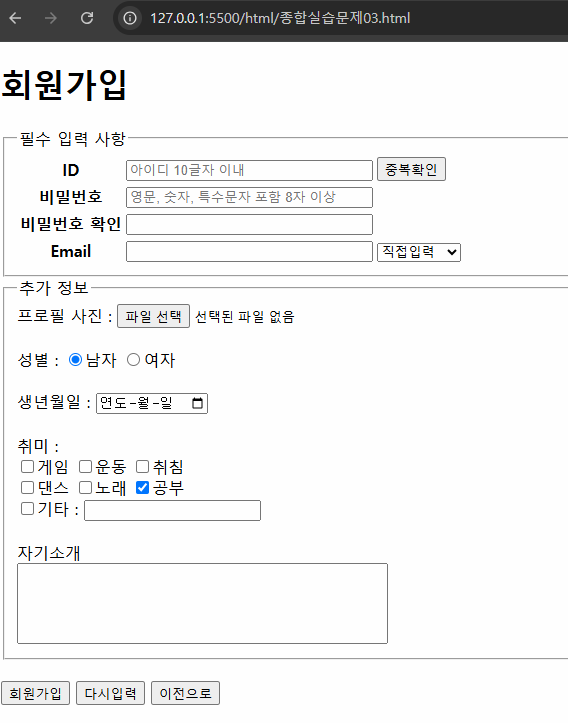 127.0.0.1:5500/html/종합실습문제03.html
회원가입
필수 입력 사항
ID 아이디 10글자 이내 중복확인
비밀번호 영문, 숫자, 특수문자 포함 8자 이상
비밀번호 확인
Email 직접입력
추가 정보
프로필 사진 : 파일 선택 선택된 파일 없음
성별 : 남자 여자
생년월일 : 연도-월-일
취미 :
게임 운동 취침
댄스 노래 공부
기타 :
자기소개
회원가입 다시입력 이전으로